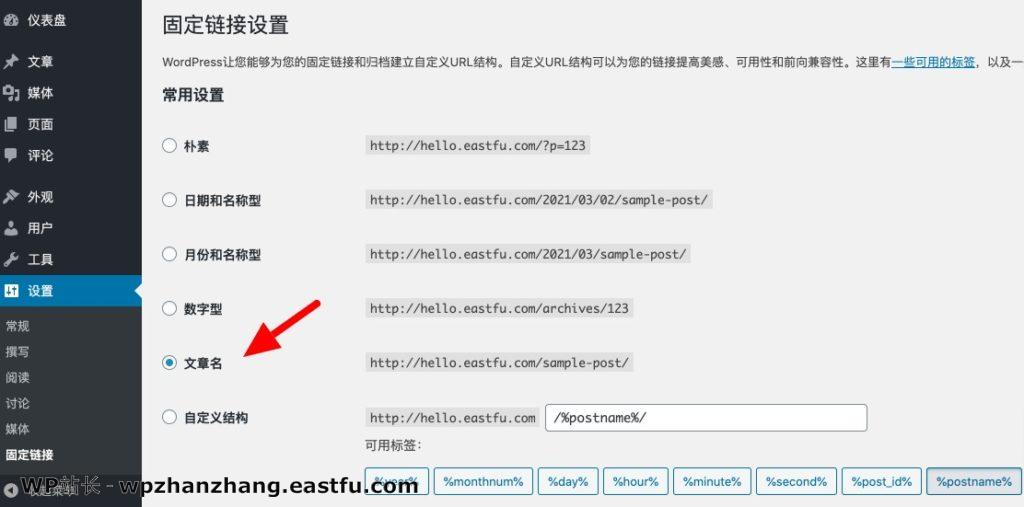 仪表盘
文章
媒体
页面
评论
外观
用户
工具
设置
常规
撰写
阅读
讨论
媒体
固定链接
固定链接设置
WordPress让您能够为您的固定链接和归档建立自定义URL结构。自定义URL结构可以为您的链接提高美感、可用性和前向兼容性。这里有一些可用的标签，以及一
常用设置
朴素 http://hello.eastfu.com/?p=123
日期和名称型 http://hello.eastfu.com/2021/03/02/sample-post/
月份和名称型 http://hello.eastfu.com/2021/03/sample-post/
数字型 http://hello.eastfu.com/archives/123
文章名 http://hello.eastfu.com/sample-post/
自定义结构 http://hello.eastfu.com /%postname%/
可用标签：
%year% %monthnum% %day% %hour% %minute% %second% %post_id% %postname%
WP站长 - wpzhanzhang.eastfu.com